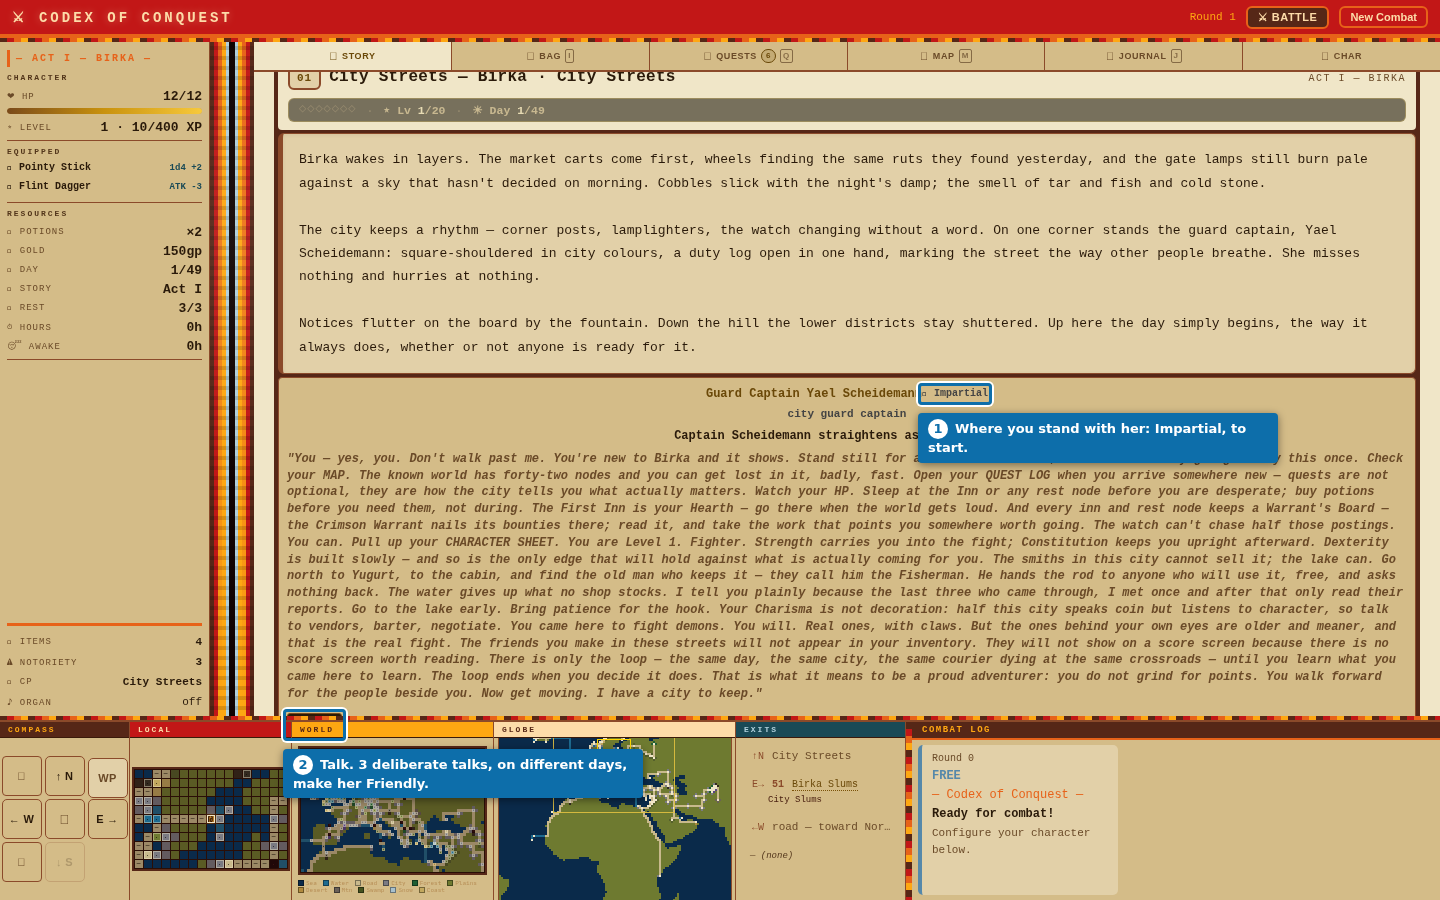 CODEX OF CONQUEST
Round 1
BATTLE
New Combat
— ACT I — BIRKA —
CHARACTER
HP 12/12
LEVEL 1 · 10/400 XP
EQUIPPED
Pointy Stick 1d4 +2
Flint Dagger ATK -3
RESOURCES
POTIONS ×2
GOLD 150gp
DAY 1/49
STORY Act I
REST 3/3
HOURS 0h
AWAKE 0h
ITEMS 4
NOTORIETY 3
CP City Streets
ORGAN off
STORY
BAG I
QUESTS 6 Q
MAP M
JOURNAL J
CHAR
01 City Streets — Birka · City Streets
ACT I — BIRKA
· ★ Lv 1/20 · ☀ Day 1/49
Birka wakes in layers. The market carts come first, wheels finding the same ruts they found yesterday, and the gate lamps still burn pale
against a sky that hasn't decided on morning. Cobbles slick with the night's damp; the smell of tar and fish and cold stone.
The city keeps a rhythm — corner posts, lamplighters, the watch changing without a word. On one corner stands the guard captain, Yael
Scheidemann: square-shouldered in city colours, a duty log open in one hand, marking the street the way other people breathe. She misses
nothing and hurries at nothing.
Notices flutter on the board by the fountain. Down the hill the lower districts stay shuttered. Up here the day simply begins, the way it
always does, whether or not anyone is ready for it.
Guard Captain Yael Scheideman
Impartial
city guard captain
Captain Scheidemann straightens as
1 Where you stand with her: Impartial, to
start.
"You — yes, you. Don't walk past me. You're new to Birka and it shows. Stand still for this once. Check
your MAP. The known world has forty-two nodes and you can get lost in it, badly, fast. Open your QUEST LOG when you arrive somewhere new — quests are not
optional, they are how the city tells you what actually matters. Watch your HP. Sleep at the Inn or any rest node before you are desperate; buy potions
before you need them, not during. The First Inn is your Hearth — go there when the world gets loud. And every inn and rest node keeps a Warrant's Board —
the Crimson Warrant nails its bounties there; read it, and take the work that points you somewhere worth going. The watch can't chase half those postings.
You can. Pull up your CHARACTER SHEET. You are Level 1. Fighter. Strength carries you into the fight; Constitution keeps you upright afterward. Dexterity
is built slowly — and so is the only edge that will hold against what is actually coming for you. The smiths in this city cannot sell it; the lake can. Go
north to Yugurt, to the cabin, and find the old man who keeps it — they call him the Fisherman. He hands the rod to anyone who will use it, free, and asks
nothing back. The water gives up what no shop stocks. I tell you plainly because the last three who came through, I met once and after that only read their
reports. Go to the lake early. Bring patience for the hook. Your Charisma is not decoration: half this city speaks coin but listens to character, so talk
to vendors, barter, negotiate. You came here to fight demons. You will. Real ones, with claws. But the ones behind your own eyes are older and meaner, and
that is the real fight. The friends you make in these streets will not appear in your inventory. They will not show on a score screen because there is no
score screen worth reading. There is only the loop — the same day, the same city, the same courier dying at the same crossroads — until you learn what you
came here to learn. The loop ends when you decide it does. That is what it means to be a proud adventurer: you do not grind for points. You walk forward
for the people beside you. Now get moving. I have a city to keep."
COMPASS
↑ N
WP
← W
E →
↓ S
LOCAL
WORLD
2 Talk. 3 deliberate talks, on different days,
make her Friendly.
GLOBE
EXITS
↑N City Streets
E→ 51 Birka Slums
City Slums
←W road — toward Nor…
— (none)
COMBAT LOG
Round 0
FREE
— Codex of Conquest —
Ready for combat!
Configure your character
below.